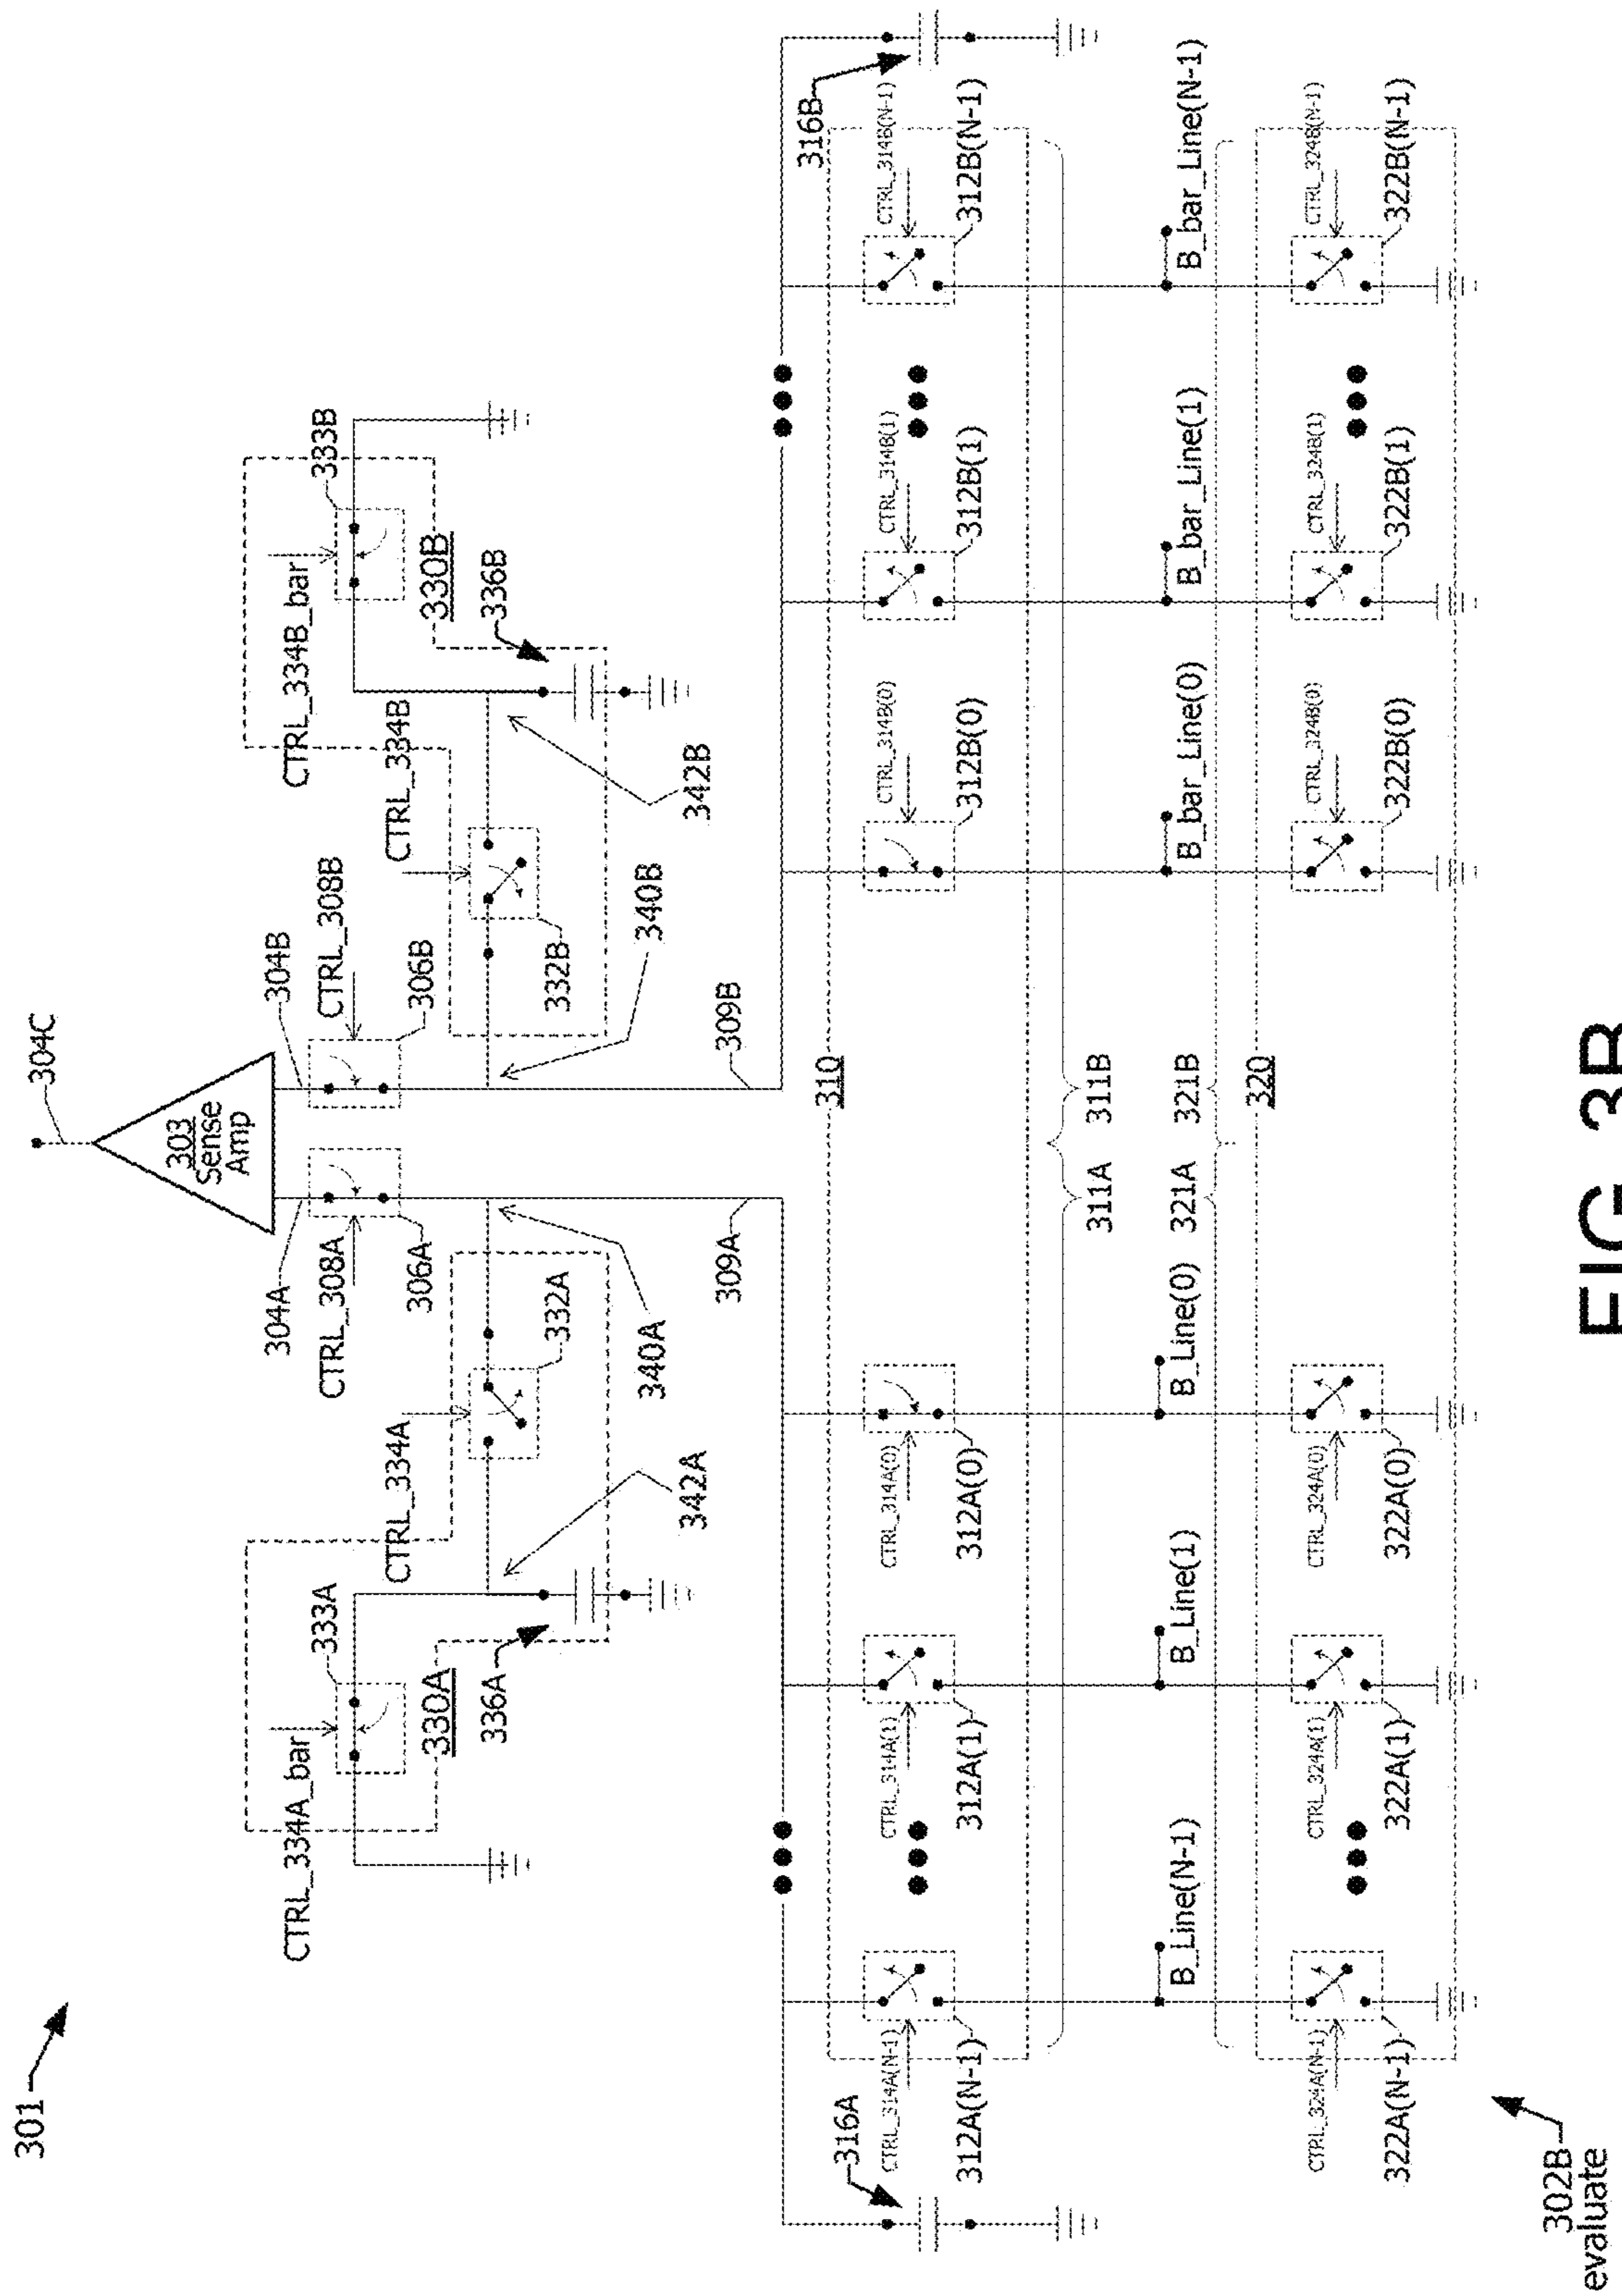 301
304C
303
Sense
Amp
304A
304B
CTRL_308A
CTRL_308B
306A
306B
CTRL_334A_bar
333A
CTRL_334A
330A
336A
332A
342A
340A
309A
CTRL_334B_bar
333B
CTRL_334B
330B
336B
332B
342B
340B
309B
316A
316B
310
CTRL_314A(N-1)
CTRL_314A(1)
CTRL_314A(0)
CTRL_314B(0)
CTRL_314B(1)
CTRL_314B(N-1)
312A(N-1)
312A(1)
312A(0)
312B(0)
312B(1)
312B(N-1)
311A
311B
B_Line(N-1)
B_Line(1)
B_Line(0)
B_bar_Line(0)
B_bar_Line(1)
B_bar_Line(N-1)
321A
321B
320
CTRL_324A(N-1)
CTRL_324A(1)
CTRL_324A(0)
CTRL_324B(0)
CTRL_324B(1)
CTRL_324B(N-1)
322A(N-1)
322A(1)
322A(0)
322B(0)
322B(1)
322B(N-1)
302B
evaluate
FIG 3B